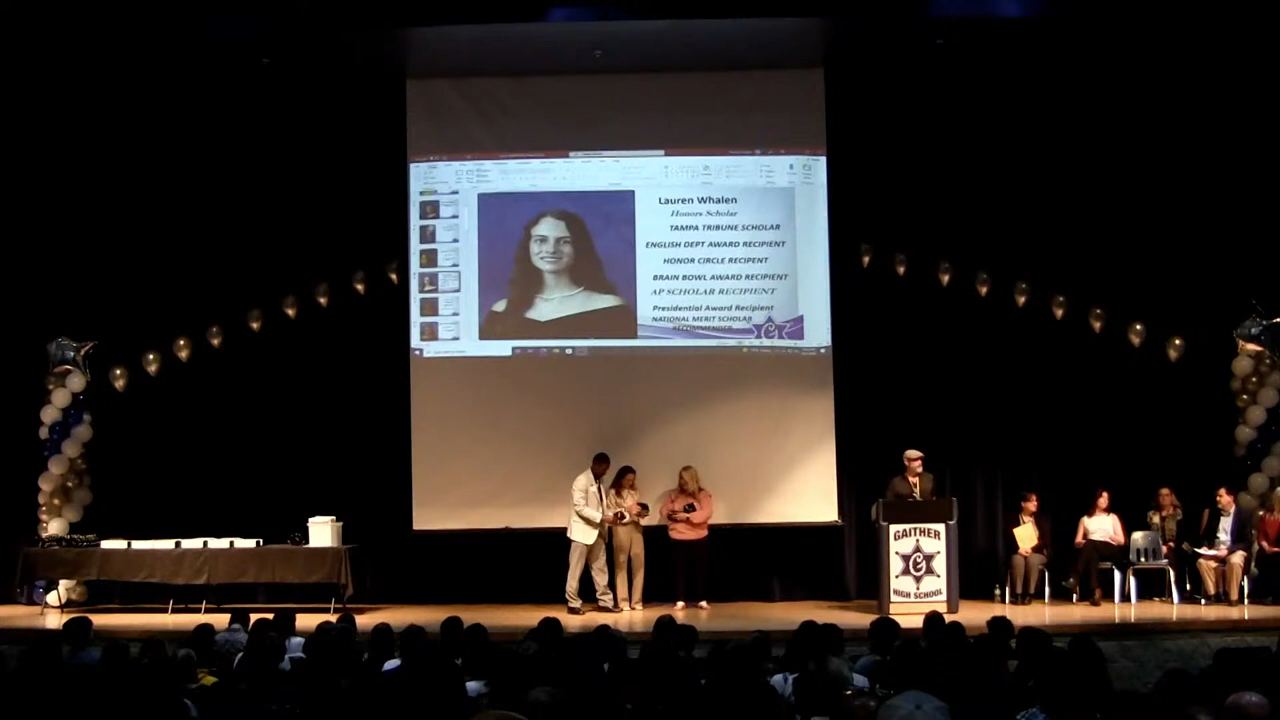 Lauren Whalen
Honors Scholar
TAMPA TRIBUNE SCHOLAR
ENGLISH DEPT AWARD RECIPIENT
HONOR CIRCLE RECIPENT
BRAIN BOWL AWARD RECIPIENT
AP SCHOLAR RECIPIENT
Presidential Award Recipient
NATIONAL MERIT SCHOLAR
RECOMMENDED
G
GAITHER
G
HIGH SCHOOL